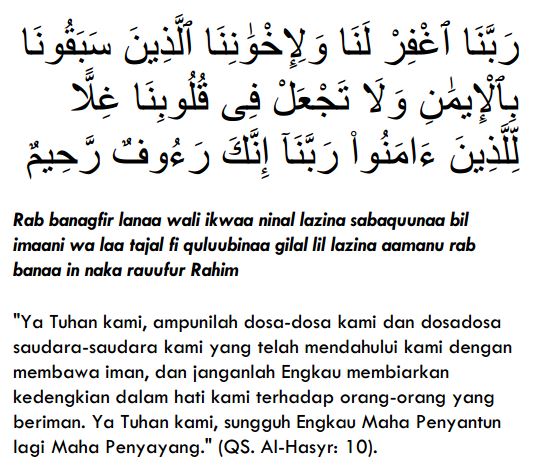 رَبَّنَا ٱغْفِرْ لَنَا وَلِإِخْوَٰنِنَا ٱلَّذِينَ سَبَقُونَا
بِٱلْإِيمَٰنِ وَلَا تَجْعَلْ فِى قُلُوبِنَا غِلًّا
لِّلَّذِينَ ءَامَنُوا۟ رَبَّنَآ إِنَّكَ رَءُوفٌ رَّحِيمٌ
Rab banagfir lanaa wali ikwaa ninal lazina sabaquunaa bil
imaani wa laa tajal fi quluubinaa gilal lil lazina aamanu rab
banaa in naka rauufur Rahim
"Ya Tuhan kami, ampunilah dosa-dosa kami dan dosadosa
saudara-saudara kami yang telah mendahului kami dengan
membawa iman, dan janganlah Engkau membiarkan
kedengkian dalam hati kami terhadap orang-orang yang
beriman. Ya Tuhan kami, sungguh Engkau Maha Penyantun
lagi Maha Penyayang." (QS. Al-Hasyr: 10).